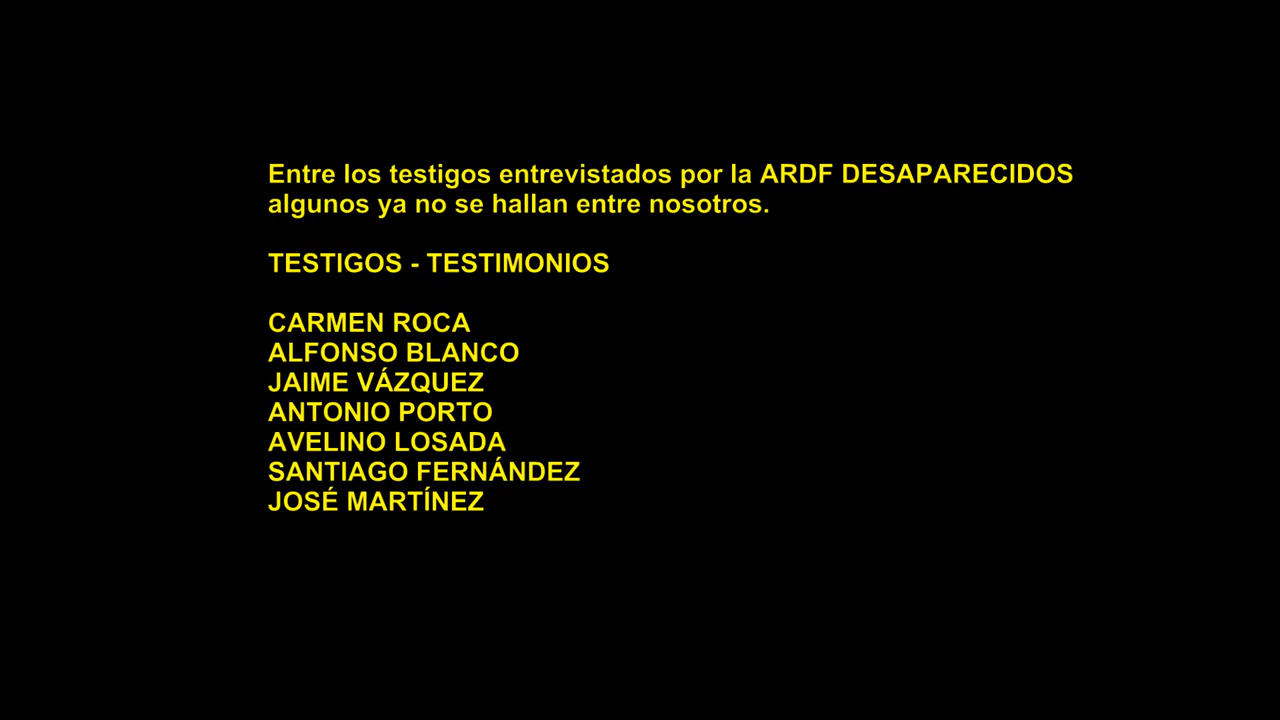 Entre los testigos entrevistados por la ARDF DESAPARECIDOS
algunos ya no se hallan entre nosotros.
TESTIGOS - TESTIMONIOS
CARMEN ROCA
ALFONSO BLANCO
JAIME VÁZQUEZ
ANTONIO PORTO
AVELINO LOSADA
SANTIAGO FERNÁNDEZ
JOSÉ MARTÍNEZ